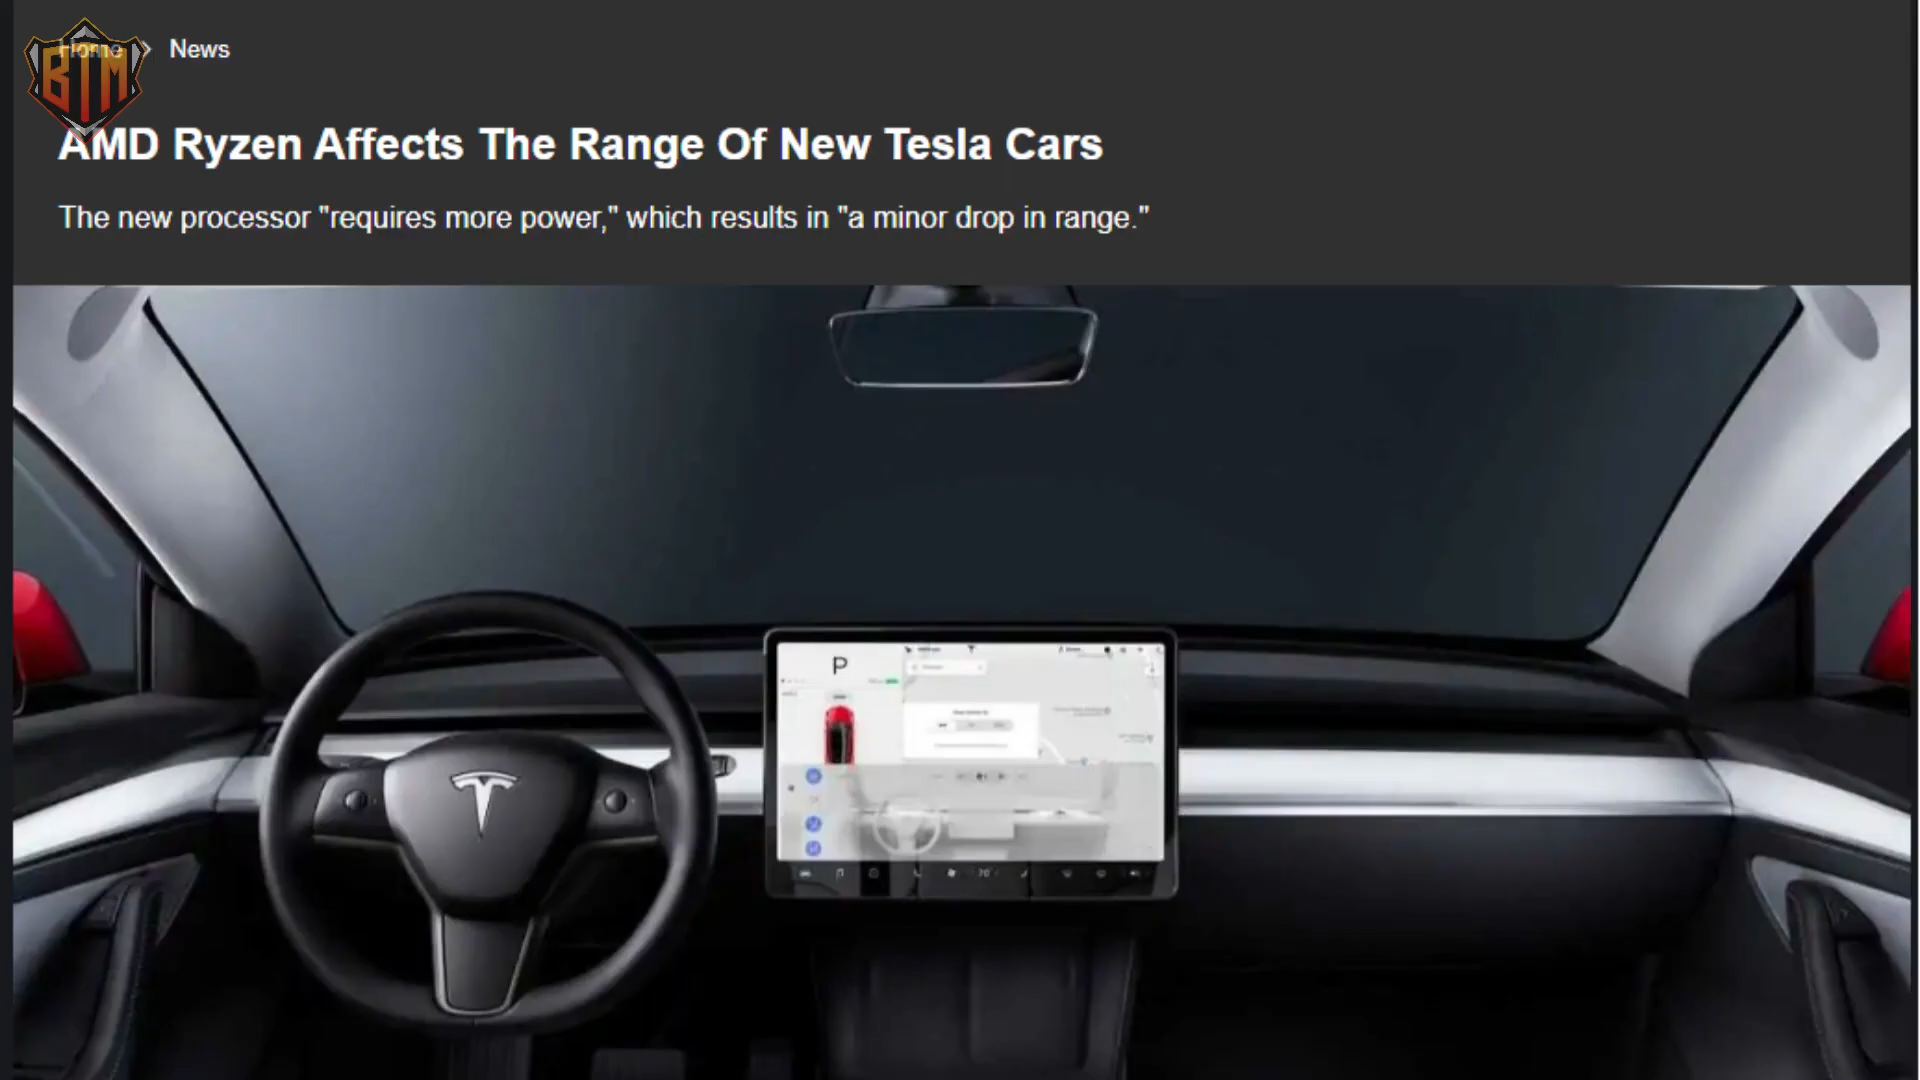 Home > News
BTM
AMD Ryzen Affects The Range Of New Tesla Cars
The new processor "requires more power," which results in "a minor drop in range."
P